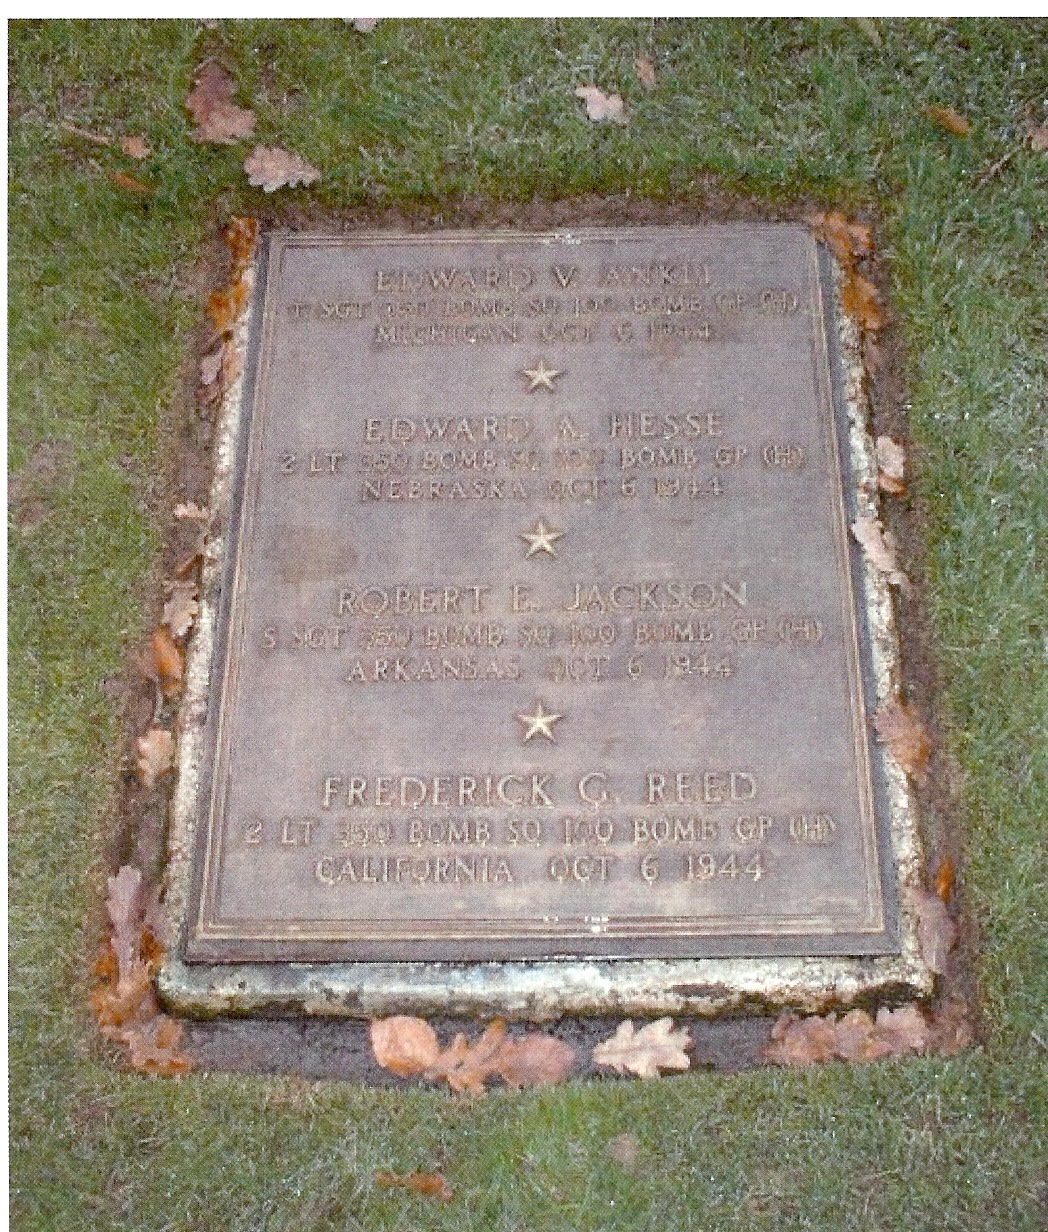 EDWARD V. ANKLI
T SGT 350 BOMB SQ 100 BOMB GP (H)
MICHIGAN OCT 6 1944
EDWARD A. HESSE
2 LT 350 BOMB SQ 100 BOMB GP (H)
NEBRASKA OCT 6 1944
ROBERT E. JACKSON
S SGT 350 BOMB SQ 100 BOMB GP (H)
ARKANSAS OCT 6 1944
FREDERICK G. REED
2 LT 350 BOMB SQ 100 BOMB GP (H)
CALIFORNIA OCT 6 1944